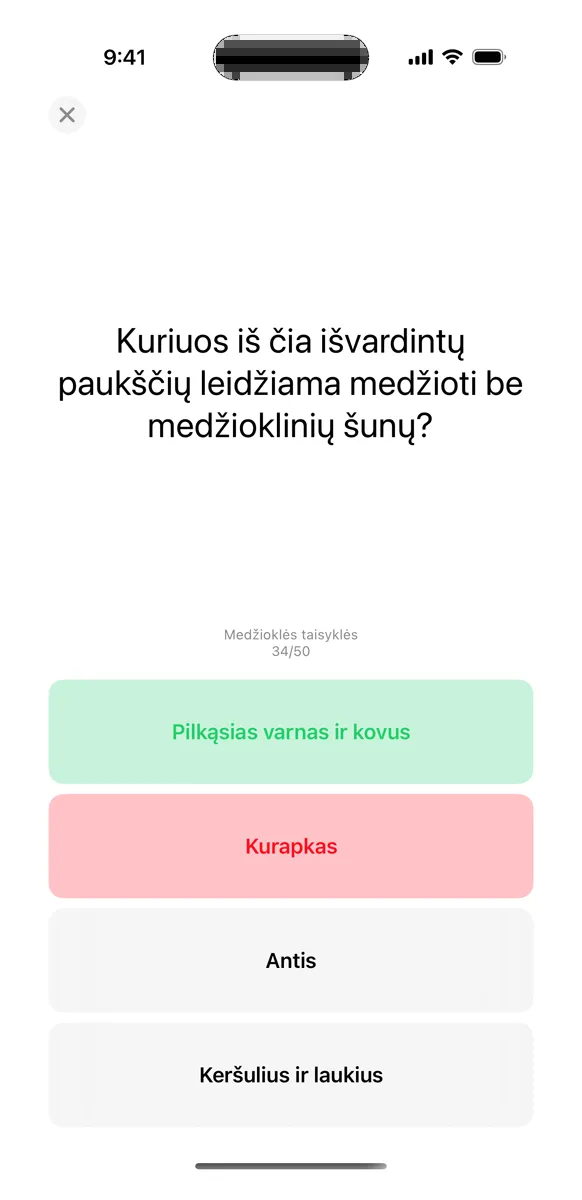 9:41
Kuriuos iš čia išvardintų
paukščių leidžiama medžioti be
medžioklinių šunų?
Medžioklės taisyklės
34/50
Pilkąsias varnas ir kovus
Kurapkas
Antis
Keršulius ir laukius